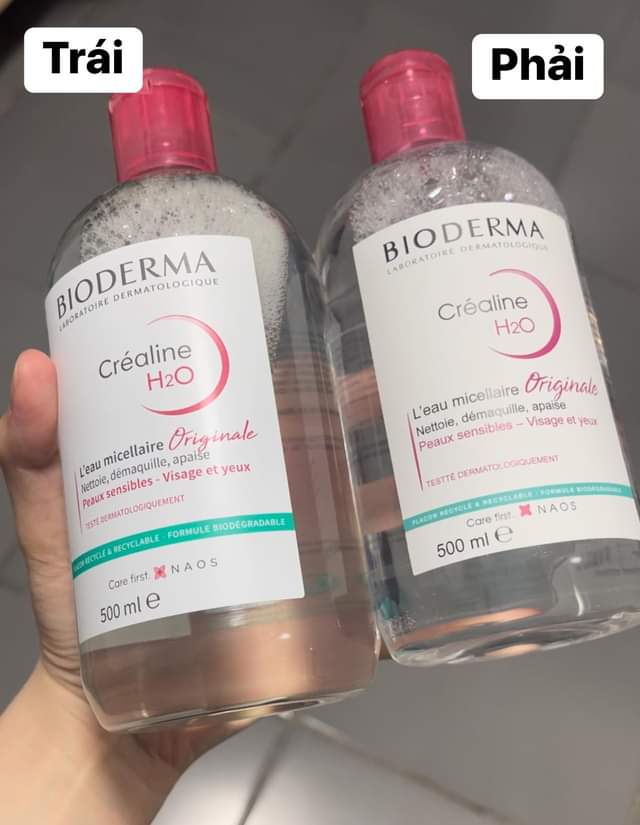 Trái
BIODERMA
LABORATOIRE DERMATOLOGIQUE
Créaline
H2O
L'eau micellaire Originale
Nettoie, démaquille, apaise
Peaux sensibles - Visage et yeux
TESTÉ DERMATOLOGIQUEMENT
FLACON RECYCLÉ & RECYCLABLE · FORMULE BIODÉGRADABLE
Care first. NAOS
500 ml e
Phải
BIODERMA
LABORATOIRE DERMATOLOGIQUE
Créaline
H2O
L'eau micellaire Originale
Nettoie, démaquille, apaise
Peaux sensibles – Visage et yeux
TESTTÉ DERMATOLOGIQUEMENT
FLACON RECYCLÉ & RECYCLABLE · FORMULE BIODÉGRADABLE
Care first. NAOS
500 ml e